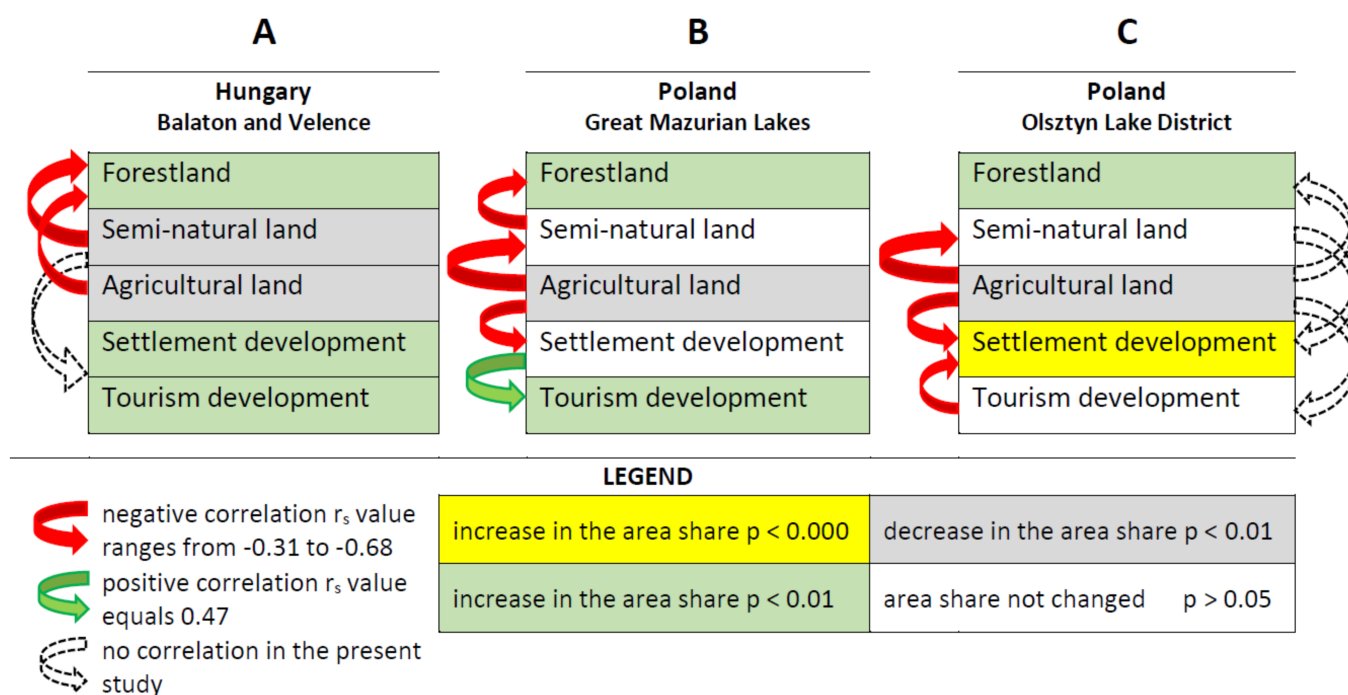 A
B
C
Hungary
Balaton and Velence
Poland
Great Mazurian Lakes
Poland
Olsztyn Lake District
Forestland
Semi-natural land
Agricultural land
Settlement development
Tourism development
Forestland
Semi-natural land
Agricultural land
Settlement development
Tourism development
Forestland
Semi-natural land
Agricultural land
Settlement development
Tourism development
LEGEND
negative correlation rₛ value
ranges from -0.31 to -0.68
positive correlation rₛ value
equals 0.47
no correlation in the present
study
increase in the area share p < 0.000
decrease in the area share p < 0.01
increase in the area share p < 0.01
area share not changed p > 0.05